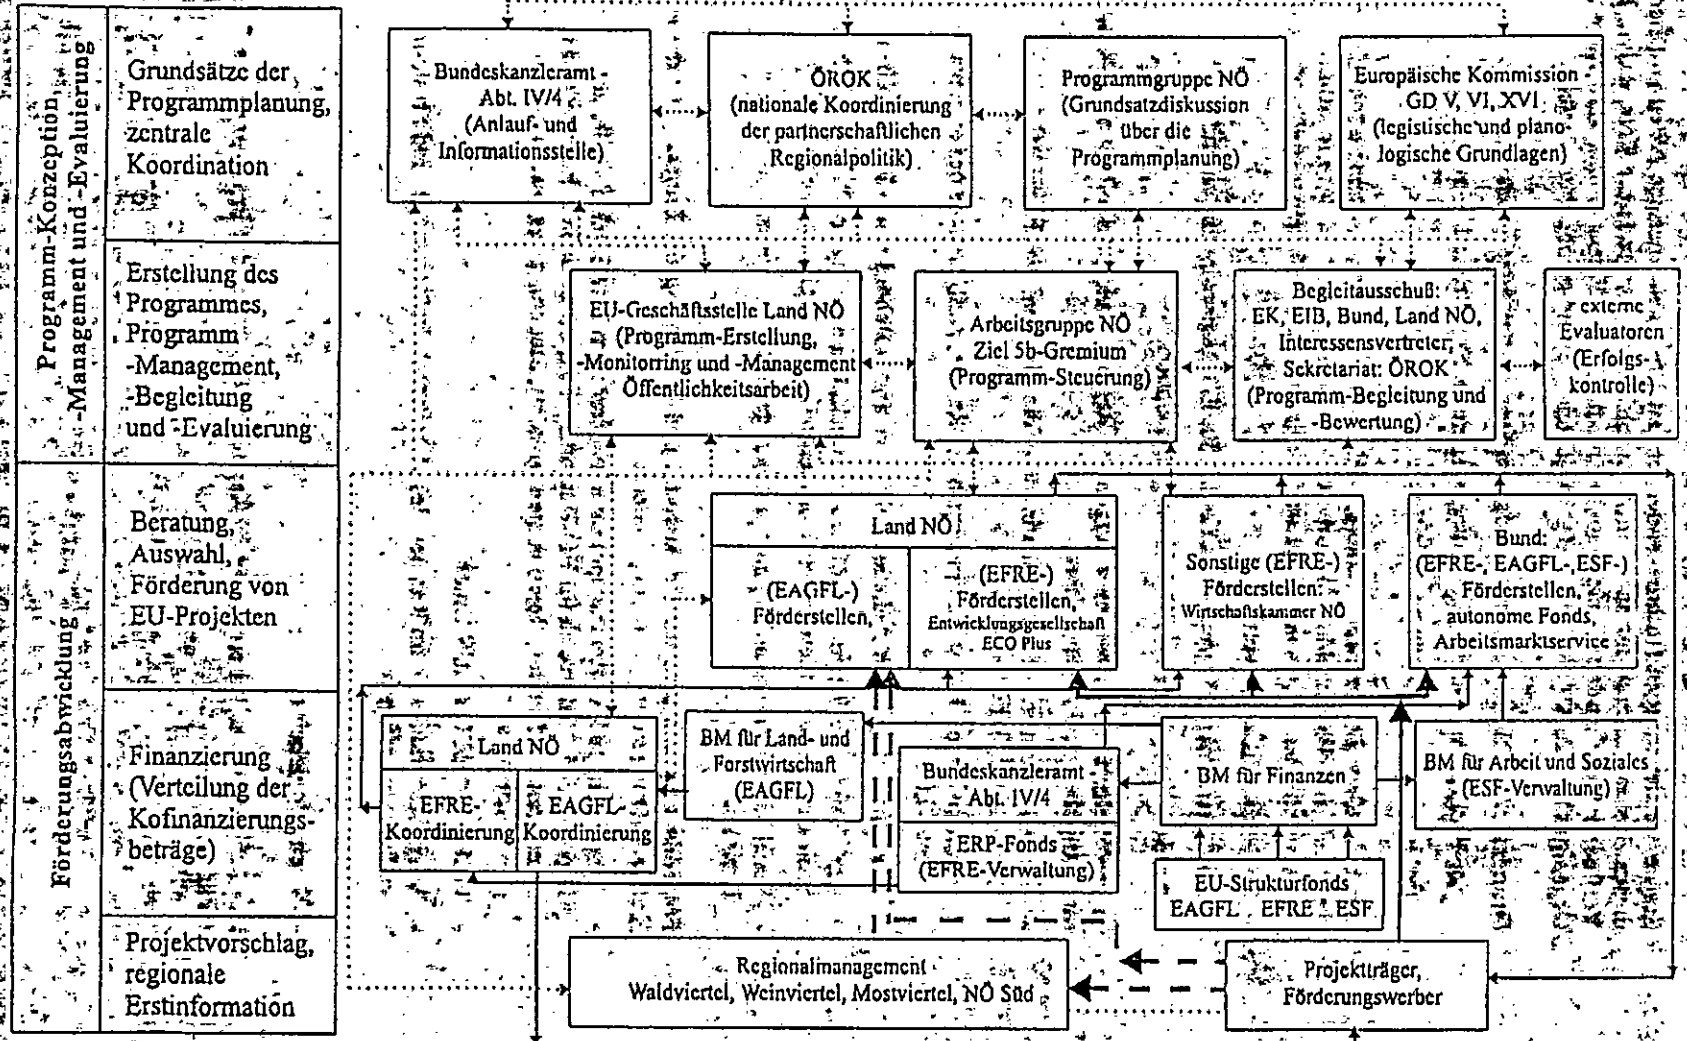 Programm-Konzeption,
-Management und -Evaluierung
Grundsätze der
Programmplanung,
zentrale
Koordination
Bundeskanzleramt
Abt. IV/4
(Anlauf- und
Informationsstelle)
ÖROK
(nationale Koordinierung
der partnerschaftlichen
Regionalpolitik)
Programmgruppe NÖ
(Grundsatzdiskussion
über die
Programmplanung)
Europäische Kommission
GD V, VI, XVI
(legistische und plano-
logische Grundlagen)
Erstellung des
Programmes,
Programm
-Management,
-Begleitung
und -Evaluierung
EU-Geschäftsstelle Land NÖ
(Programm-Erstellung,
-Monitorring und -Management
Öffentlichkeitsarbeit)
Arbeitsgruppe NÖ
Ziel 5b-Gremium
(Programm-Steuerung)
Begleitausschuß:
EK, EIB, Bund, Land NÖ,
Interessensvertreter,
Sekretariat: ÖROK
(Programm-Begleitung und
-Bewertung)
externe
Evaluatoren
(Erfolgs-
kontrolle)
Förderungsabwicklung
Beratung,
Auswahl,
Förderung von
EU-Projekten
Land NÖ
(EAGFL-)
Förderstellen,
(EFRE-)
Förderstellen,
Entwicklungsgesellschaft
ECO Plus
Sonstige (EFRE-)
Förderstellen:
Wirtschaftskammer NÖ
Bund:
(EFRE-, EAGFL-, ESF-)
Förderstellen,
autonome Fonds,
Arbeitsmarktservice
Finanzierung
(Verteilung der
Kofinanzierungs-
beträge)
Land NÖ
EFRE-
Koordinierung
EAGFL-
Koordinierung
BM für Land- und
Forstwirtschaft
(EAGFL)
Bundeskanzleramt
Abt. IV/4
ERP-Fonds
(EFRE-Verwaltung)
BM für Finanzen
BM für Arbeit und Soziales
(ESF-Verwaltung)
EU-Strukturfonds
EAGFL EFRE ESF
Projektvorschlag,
regionale
Erstinformation
Regionalmanagement
Waldviertel, Weinviertel, Mostviertel, NÖ Süd
Projektträger,
Förderungswerber